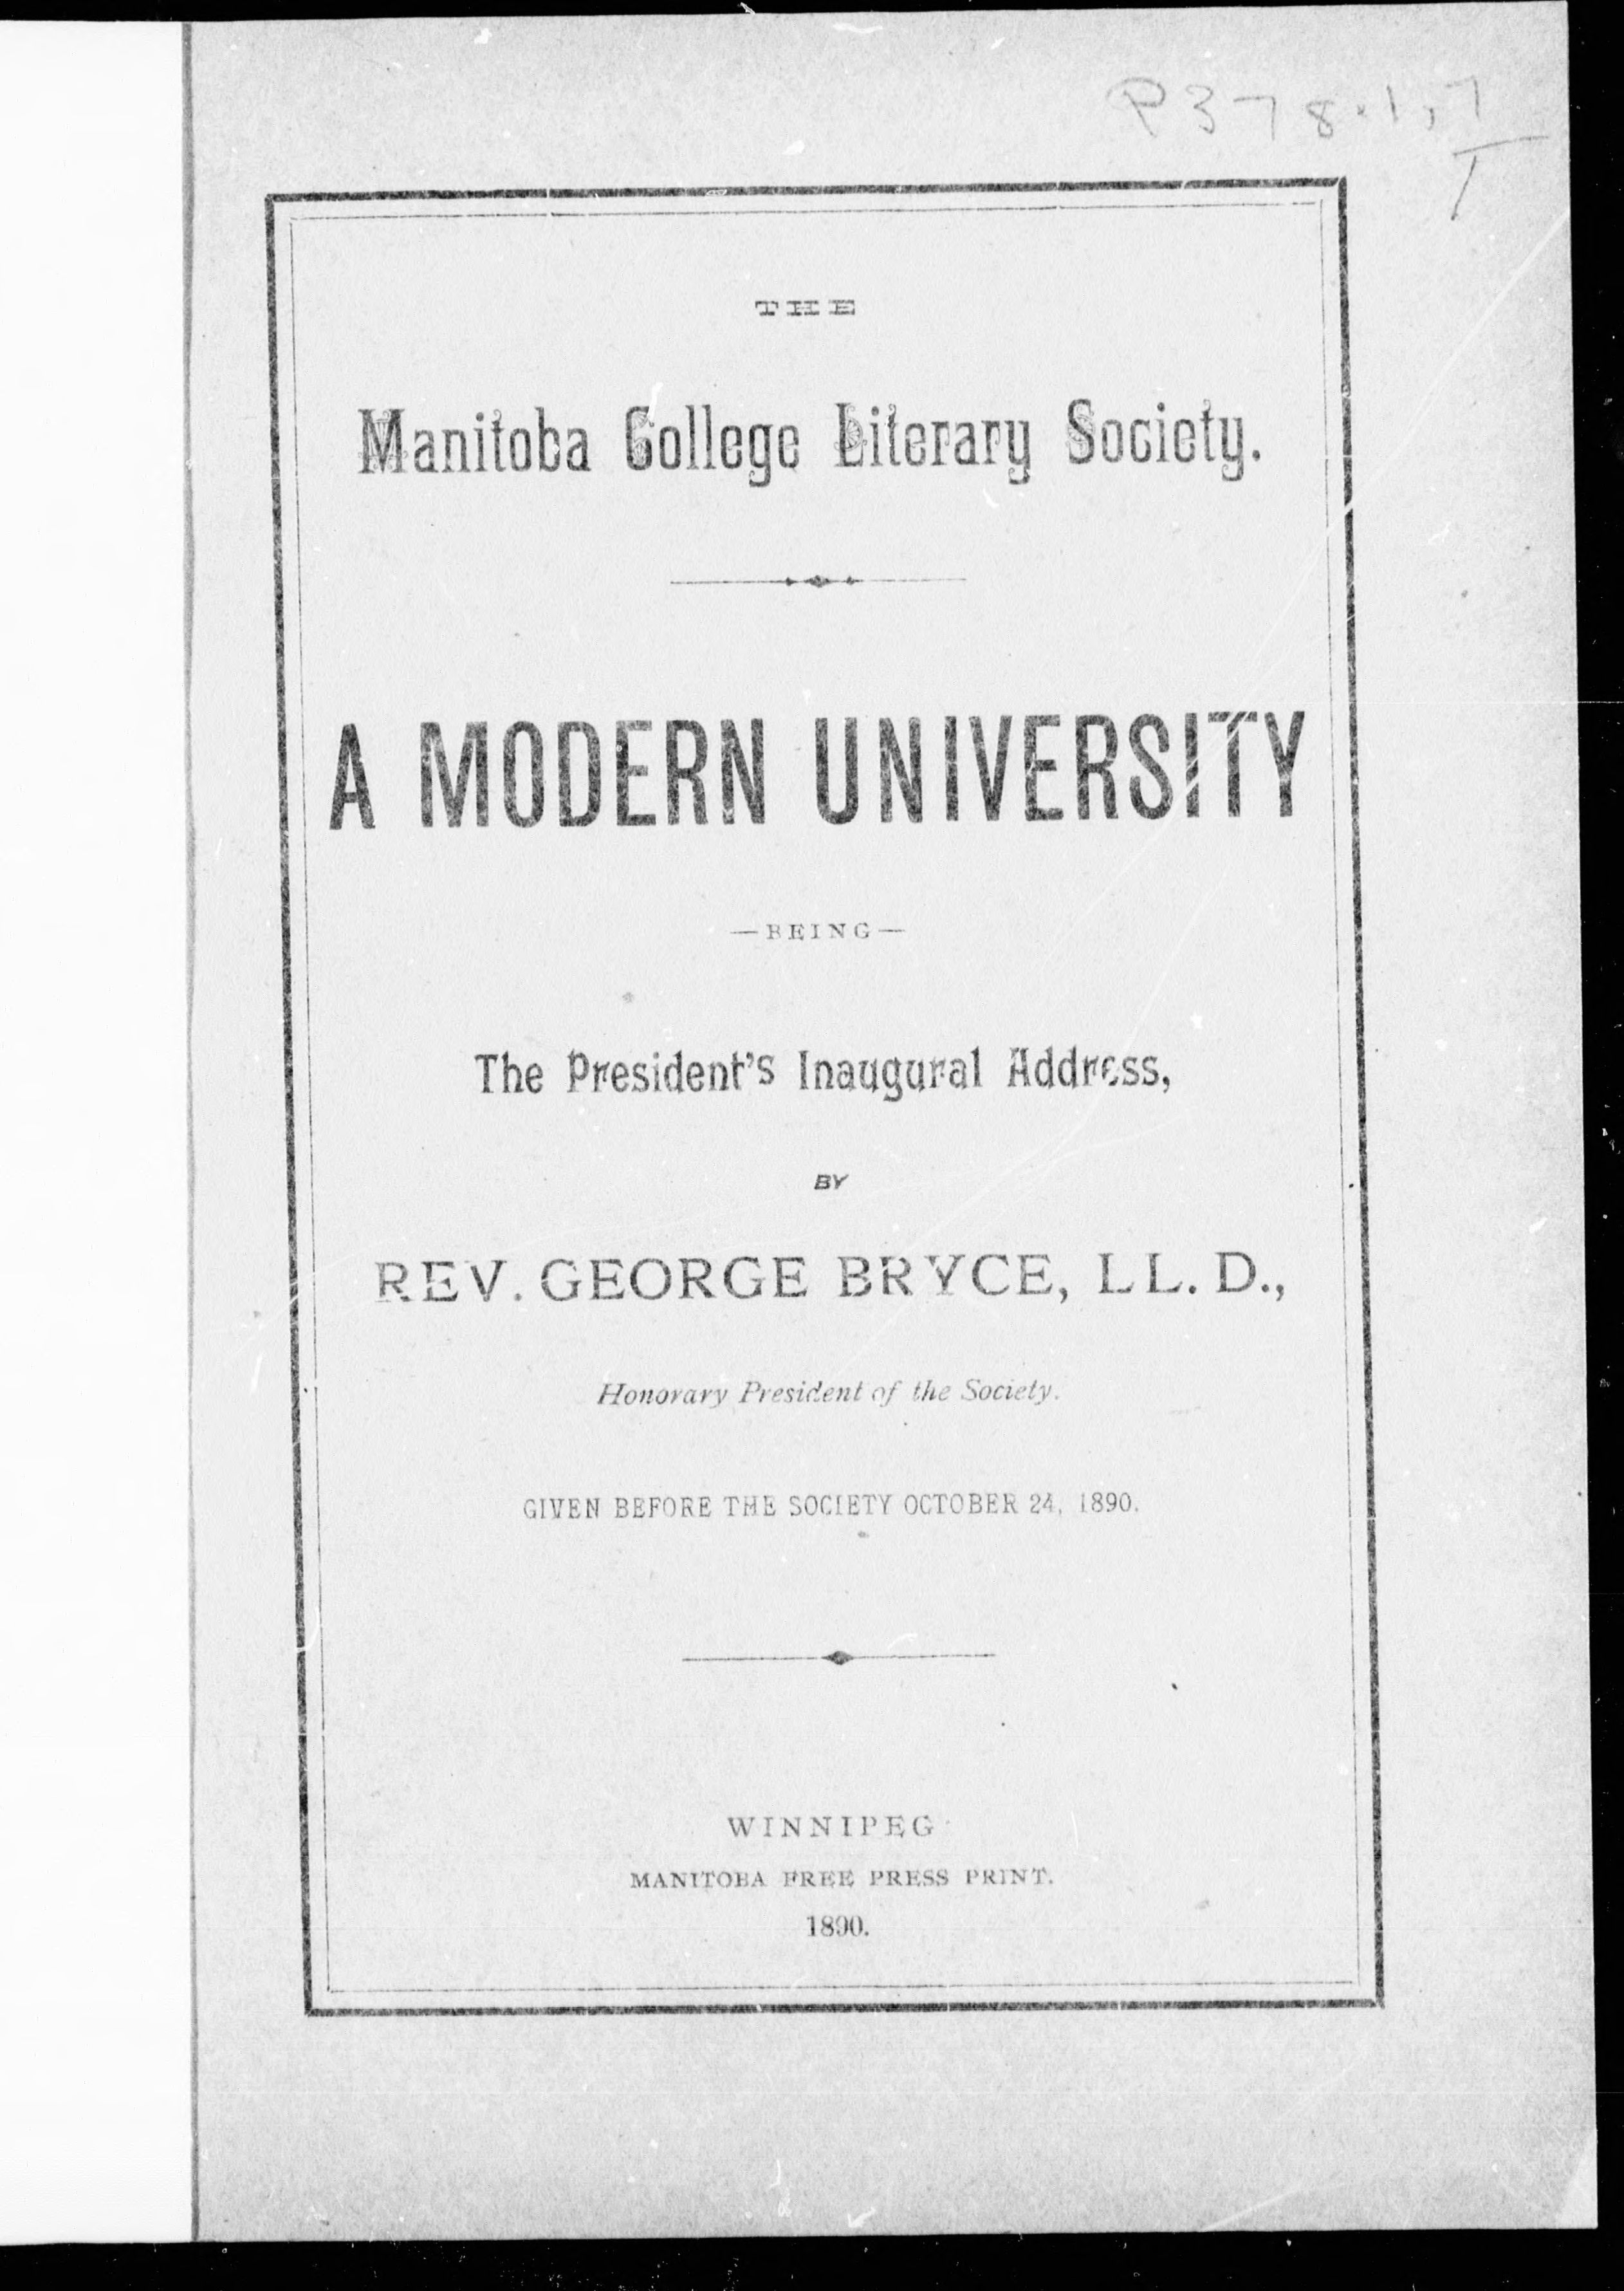 P 378.1,7
T
THE
Manitoba College Literary Society.
A MODERN UNIVERSITY
—BEING—
The President's Inaugural Address,
BY
REV. GEORGE BRYCE, LL. D.,
Honorary President of the Society.
GIVEN BEFORE THE SOCIETY OCTOBER 24, 1890.
WINNIPEG
MANITOBA FREE PRESS PRINT.
1890.